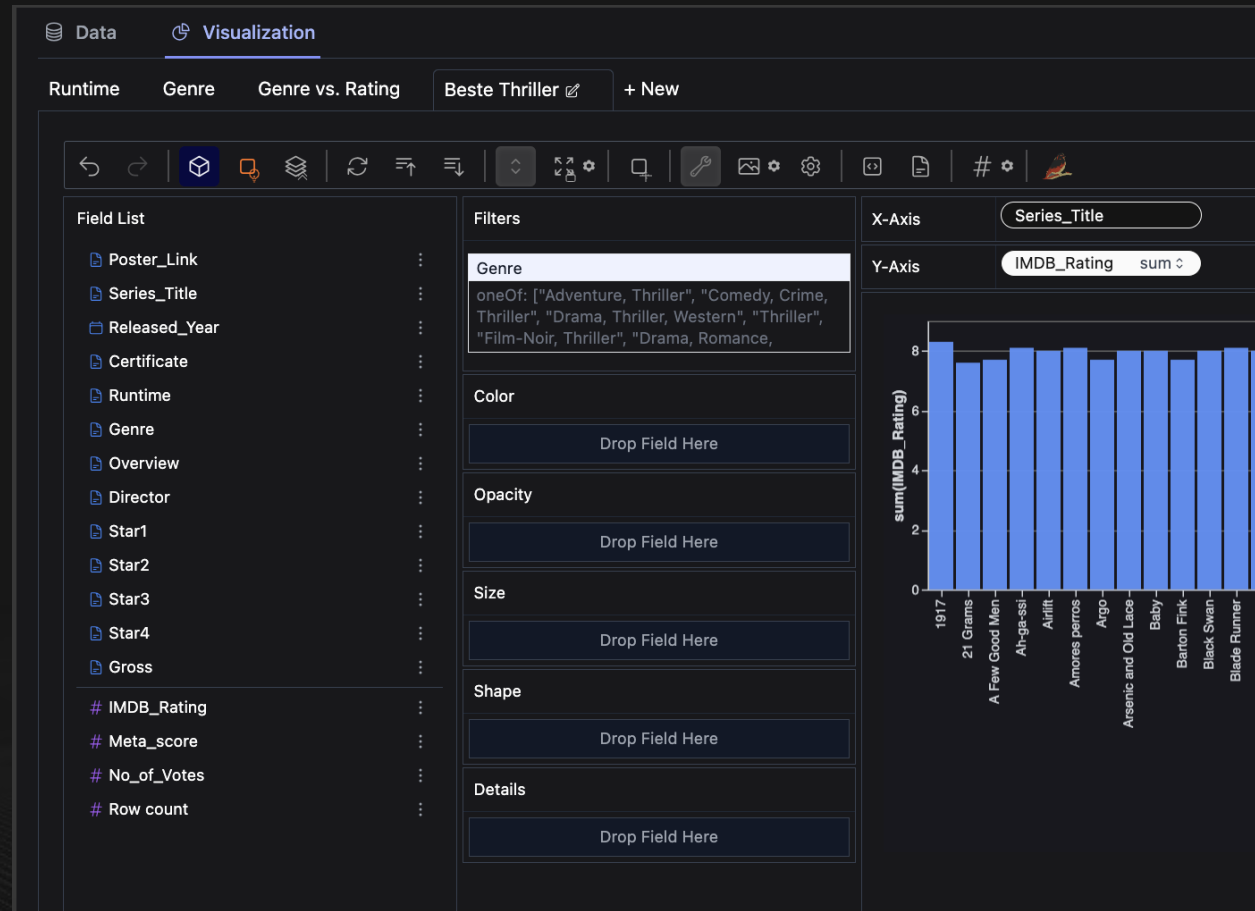 Data
Visualization
Runtime
Genre
Genre vs. Rating
Beste Thriller
+ New
Field List
Poster_Link
Series_Title
Released_Year
Certificate
Runtime
Genre
Overview
Director
Star1
Star2
Star3
Star4
Gross
# IMDB_Rating
# Meta_score
# No_of_Votes
# Row count
Filters
Genre
oneOf: ["Adventure, Thriller", "Comedy, Crime,
Thriller", "Drama, Thriller, Western", "Thriller",
"Film-Noir, Thriller", "Drama, Romance,
Color
Drop Field Here
Opacity
Drop Field Here
Size
Drop Field Here
Shape
Drop Field Here
Details
Drop Field Here
X-Axis
Series_Title
Y-Axis
IMDB_Rating sum
sum(IMDB_Rating)
8
6
4
2
0
1917
21 Grams
A Few Good Men
Ah-ga-ssi
Airlift
Amores perros
Argo
Arsenic and Old Lace
Baby
Barton Fink
Black Swan
Blade Runner